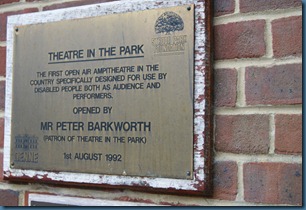 THEATRE IN THE PARK
THE FIRST OPEN AIR AMPITHEATRE IN THE
COUNTRY SPECIFICALLY DESIGNED FOR USE BY
DISABLED PEOPLE BOTH AS AUDIENCE AND
PERFORMERS.
OPENED BY
MR PETER BARKWORTH
(PATRON OF THEATRE IN THE PARK)
1st AUGUST 1992